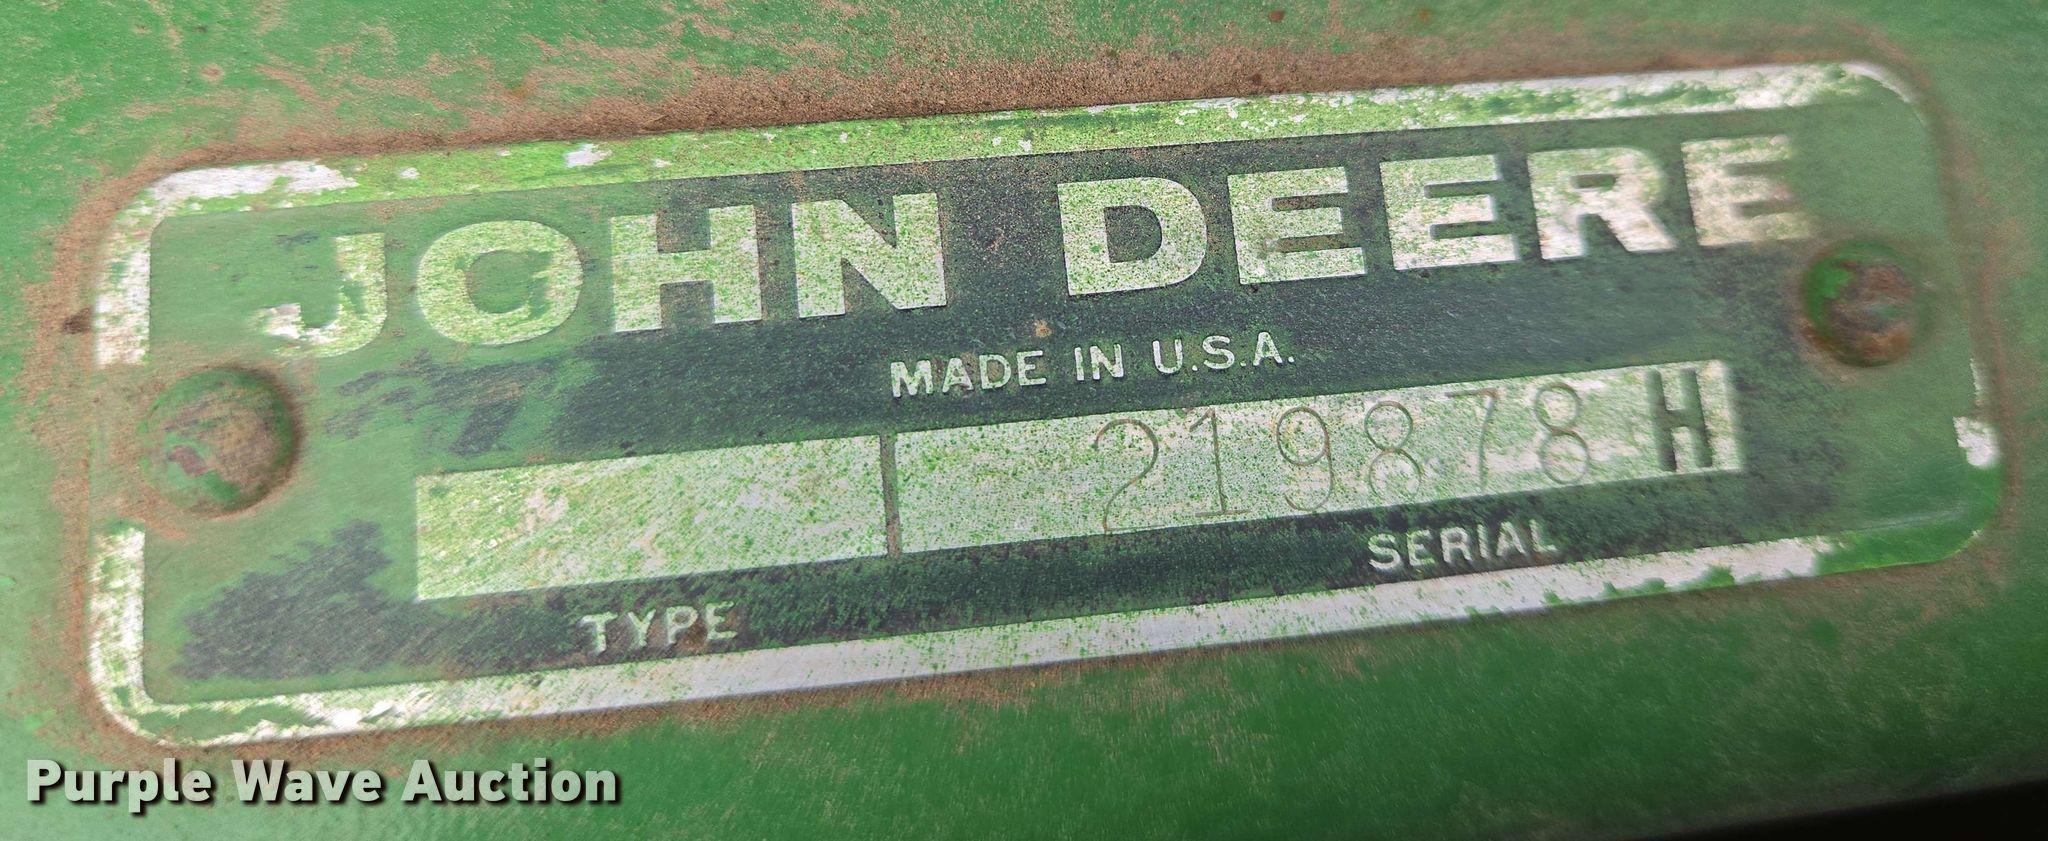 JOHN DEERE
MADE IN U.S.A.
219878 H
TYPE SERIAL
Purple Wave Auction